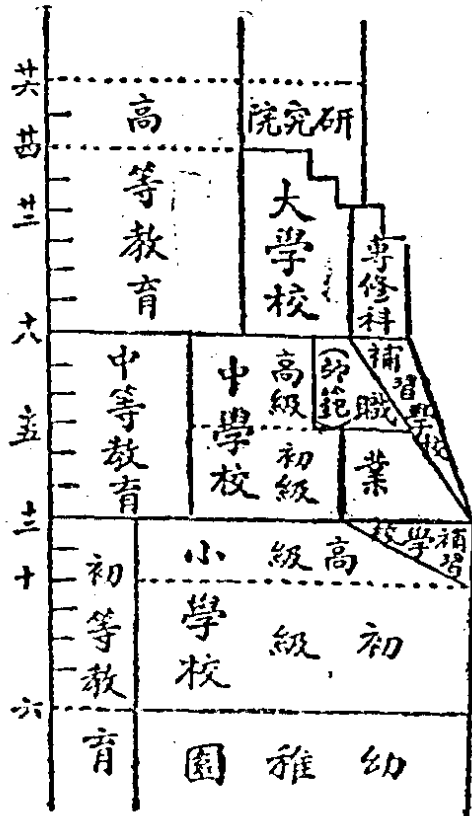 廿六
廿四
廿二
十八
十五
十二
十
六
高等教育
中等教育
初等教育
研究院
大學校
專修科
中學校
高級
初級
(師範)
職業
補習學校
補習學校
小學校
高級
初級
幼稚園